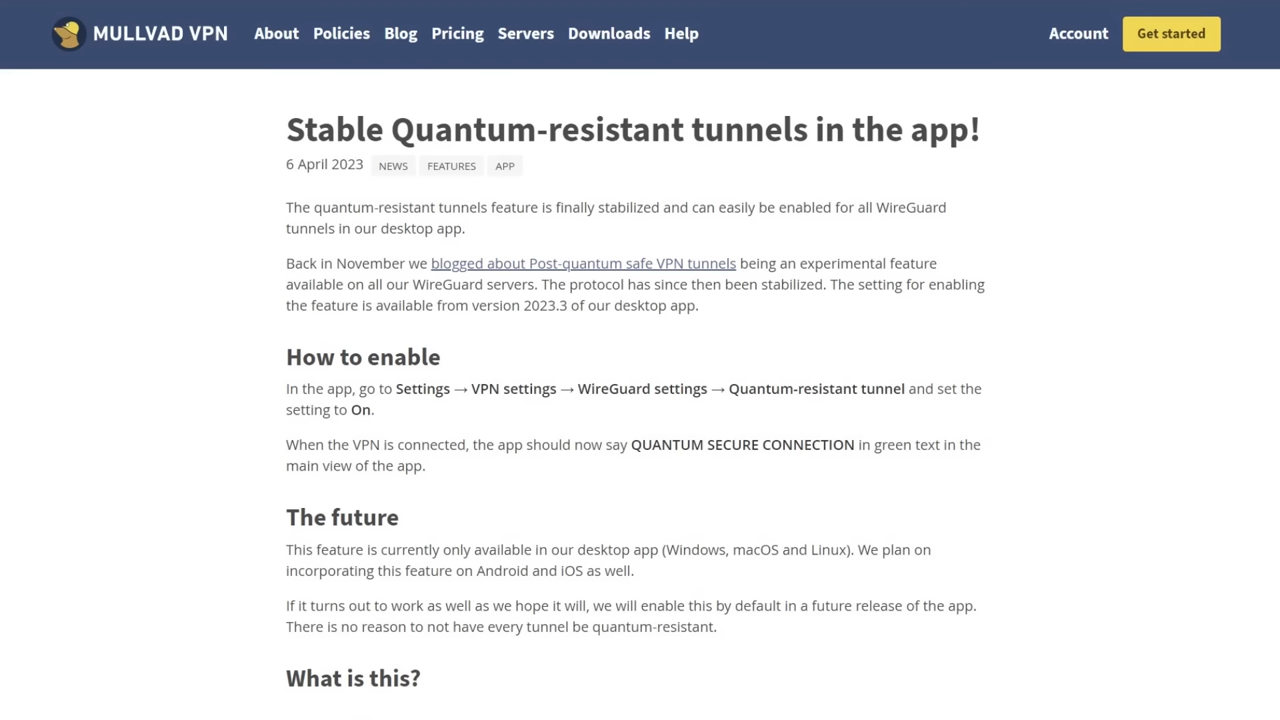 MULLVAD VPN About Policies Blog Pricing Servers Downloads Help Account Get started
Stable Quantum-resistant tunnels in the app!
6 April 2023 NEWS FEATURES APP
The quantum-resistant tunnels feature is finally stabilized and can easily be enabled for all WireGuard
tunnels in our desktop app.
Back in November we blogged about Post-quantum safe VPN tunnels being an experimental feature
available on all our WireGuard servers. The protocol has since then been stabilized. The setting for enabling
the feature is available from version 2023.3 of our desktop app.
How to enable
In the app, go to Settings → VPN settings → WireGuard settings → Quantum-resistant tunnel and set the
setting to On.
When the VPN is connected, the app should now say QUANTUM SECURE CONNECTION in green text in the
main view of the app.
The future
This feature is currently only available in our desktop app (Windows, macOS and Linux). We plan on
incorporating this feature on Android and iOS as well.
If it turns out to work as well as we hope it will, we will enable this by default in a future release of the app.
There is no reason to not have every tunnel be quantum-resistant.
What is this?